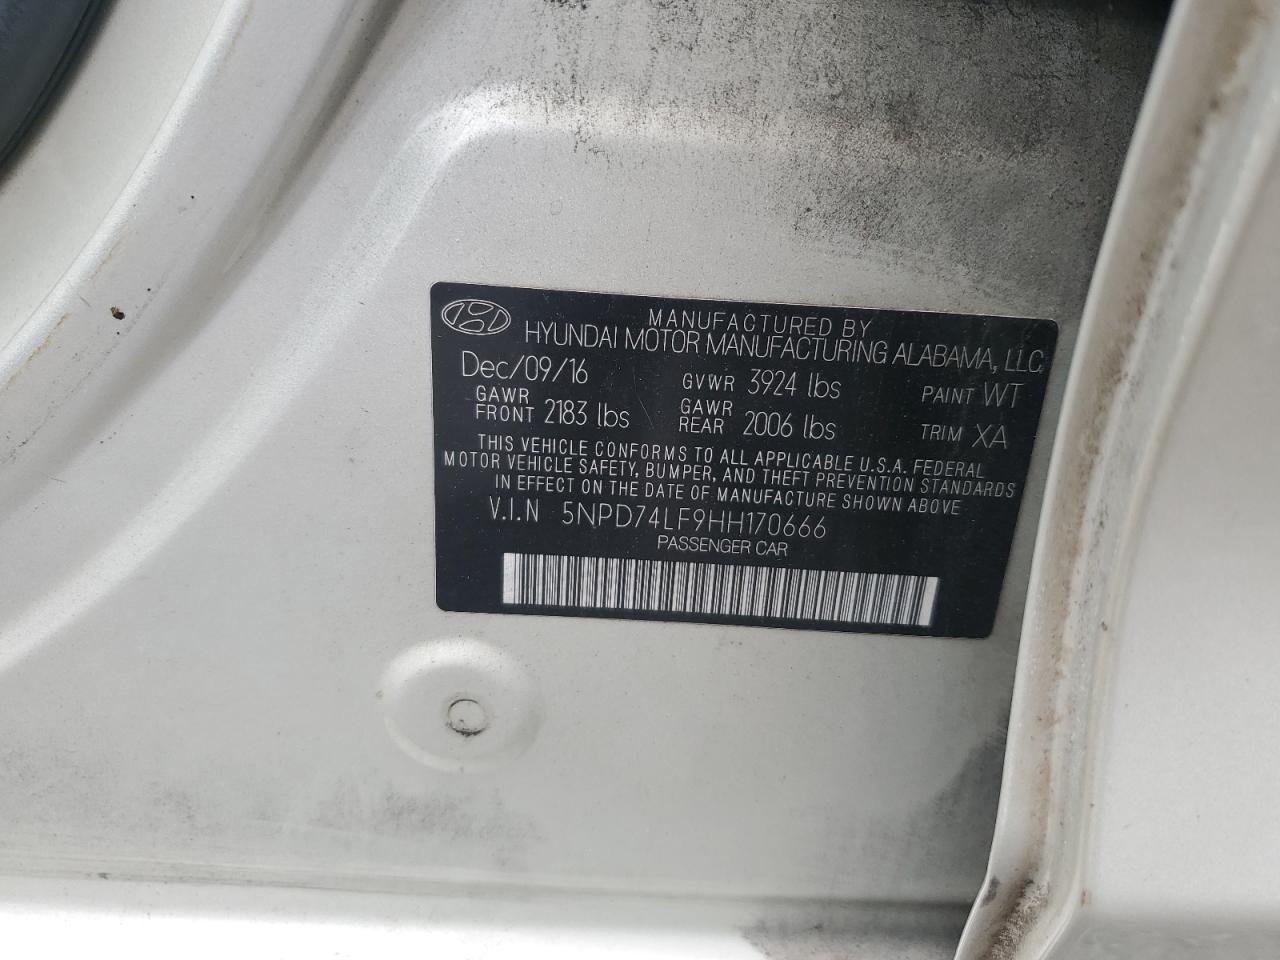 MANUFACTURED BY
HYUNDAI MOTOR MANUFACTURING ALABAMA, LLC.
Dec/09/16 GVWR 3924 lbs PAINT WT
GAWR FRONT 2183 lbs GAWR REAR 2006 lbs TRIM XA
THIS VEHICLE CONFORMS TO ALL APPLICABLE U.S.A. FEDERAL
MOTOR VEHICLE SAFETY, BUMPER, AND THEFT PREVENTION STANDARDS
IN EFFECT ON THE DATE OF MANUFACTURE SHOWN ABOVE
V.I.N 5NPD74LF9HH170666
PASSENGER CAR